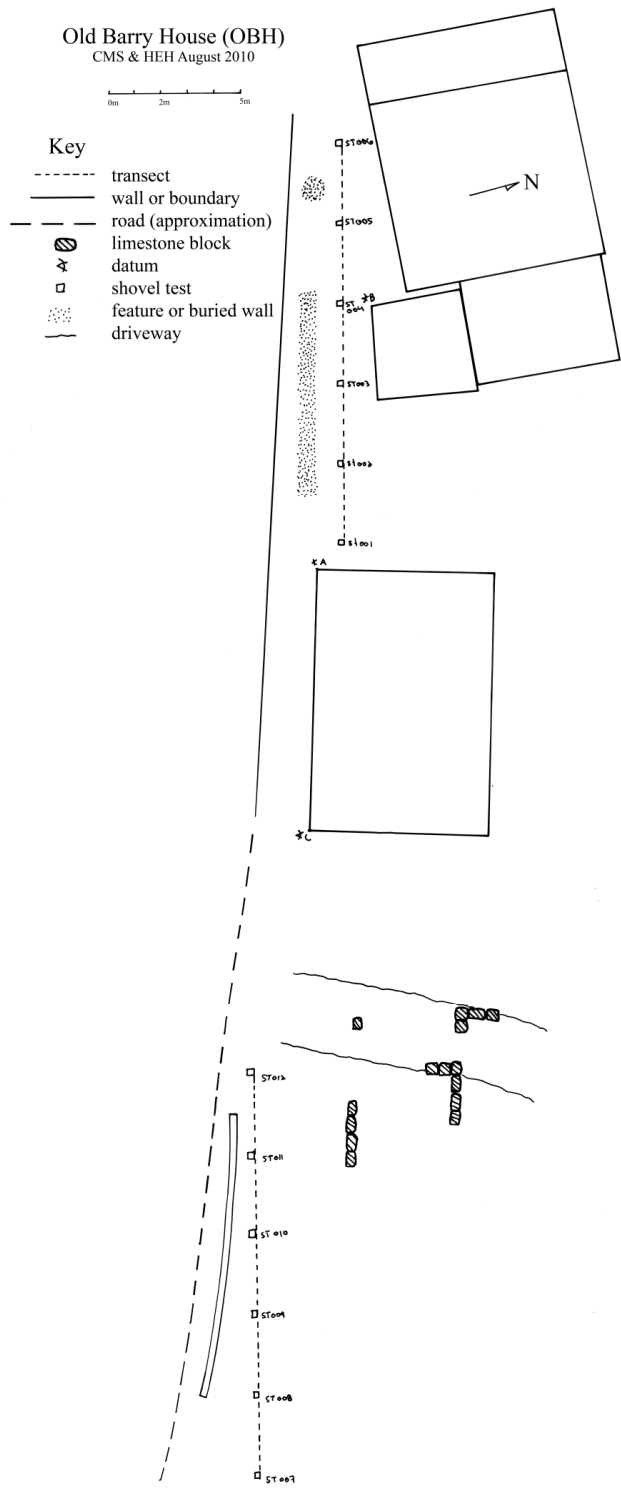 Old Barry House (OBH)
CMS & HEH August 2010
0m 2m 5m
Key
transect
wall or boundary
road (approximation)
limestone block
datum
shovel test
feature or buried wall
driveway
N
ST006
ST005
B
ST
004
ST003
ST002
St001
A
C
ST012
ST011
ST010
ST009
ST008
ST007